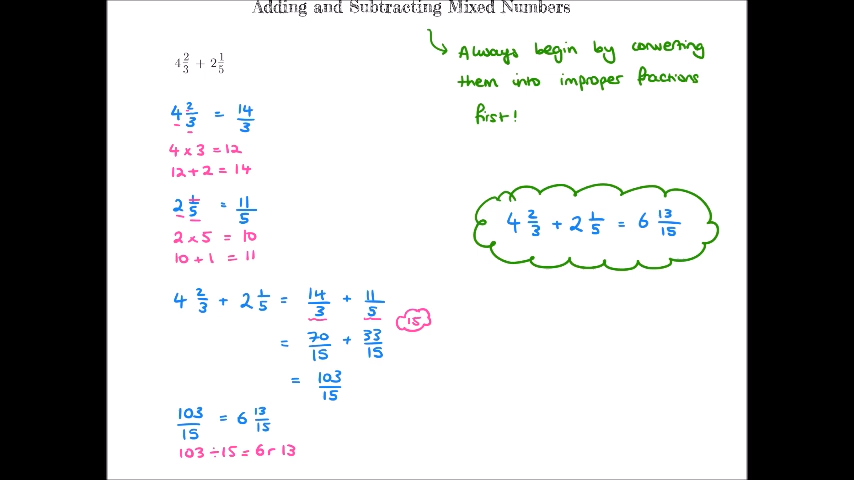 Adding and Subtracting Mixed Numbers
4 2/3 + 2 1/5
Always begin by converting
them into improper fractions
first!
4 2/3 = 14/3
4 × 3 = 12
12 + 2 = 14
2 1/5 = 11/5
2 × 5 = 10
10 + 1 = 11
4 2/3 + 2 1/5 = 6 13/15
4 2/3 + 2 1/5 = 14/3 + 11/5
15
= 70/15 + 33/15
= 103/15
103/15 = 6 13/15
103 ÷ 15 = 6 r 13